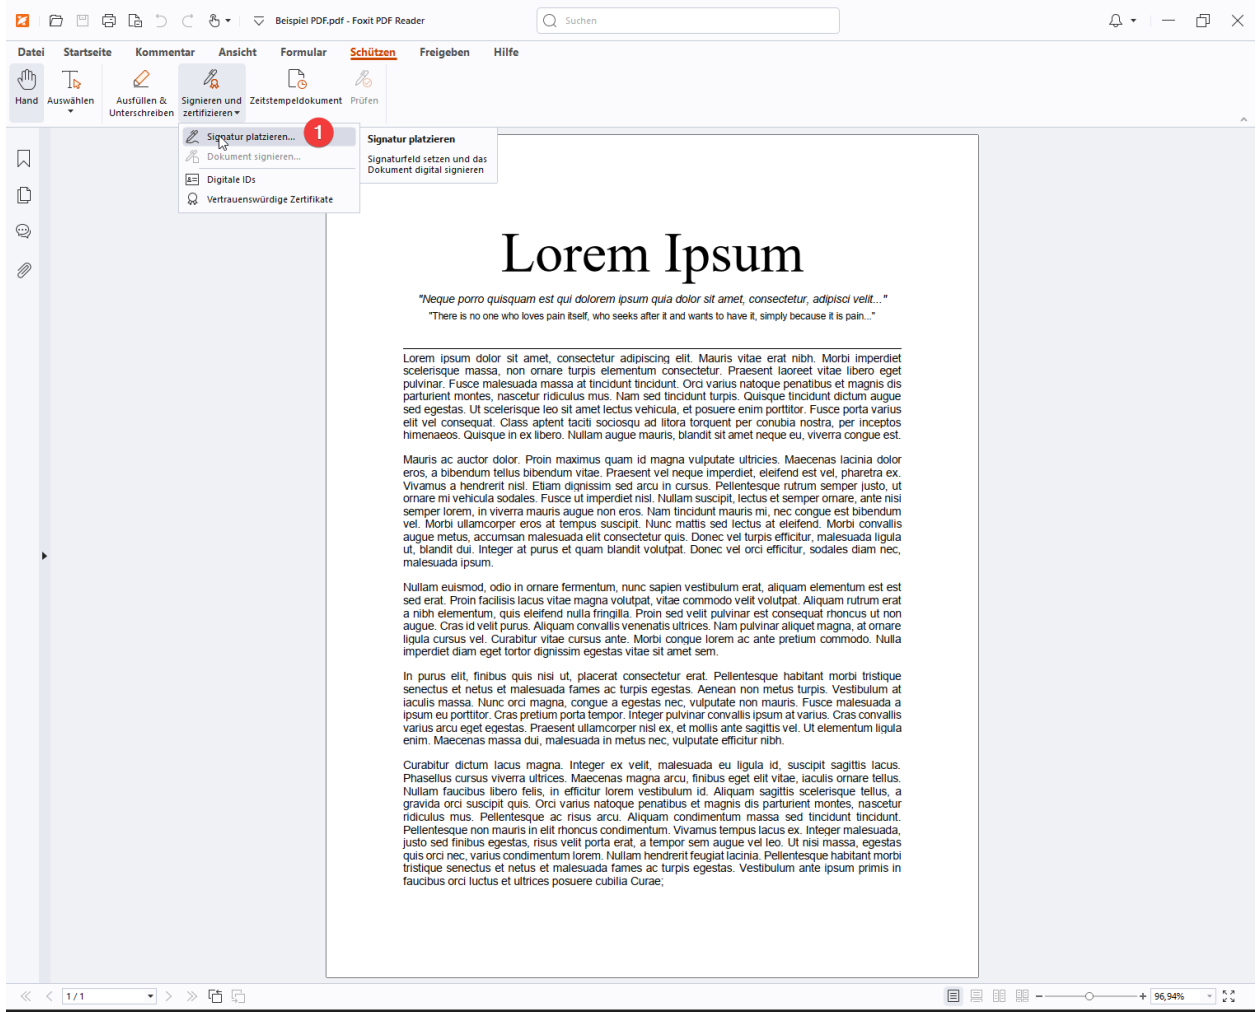 Beispiel PDF.pdf - Foxit PDF Reader
Suchen
Datei Startseite Kommentar Ansicht Formular Schützen Freigeben Hilfe
Hand Auswählen Ausfüllen & Unterschreiben Signieren und zertifizieren Zeitstempeldokument Prüfen
Signatur platzieren...
1
Dokument signieren...
Digitale IDs
Vertrauenswürdige Zertifikate
Signatur platzieren
Signaturfeld setzen und das
Dokument digital signieren
Lorem Ipsum
"Neque porro quisquam est qui dolorem ipsum quia dolor sit amet, consectetur, adipisci velit..."
"There is no one who loves pain itself, who seeks after it and wants to have it, simply because it is pain..."
Lorem ipsum dolor sit amet, consectetur adipiscing elit. Mauris vitae erat nibh. Morbi imperdiet
scelerisque massa, non ornare turpis elementum consectetur. Praesent laoreet vitae libero eget
pulvinar. Fusce malesuada massa at tincidunt tincidunt. Orci varius natoque penatibus et magnis dis
parturient montes, nascetur ridiculus mus. Nam sed tincidunt turpis. Quisque tincidunt dictum augue
sed egestas. Ut scelerisque leo sit amet lectus vehicula, et posuere enim porttitor. Fusce porta varius
elit vel consequat. Class aptent taciti sociosqu ad litora torquent per conubia nostra, per inceptos
himenaeos. Quisque in ex libero. Nullam augue mauris, blandit sit amet neque eu, viverra congue est.
Mauris ac auctor dolor. Proin maximus quam id magna vulputate ultricies. Maecenas lacinia dolor
eros, a bibendum tellus bibendum vitae. Praesent vel neque imperdiet, eleifend est vel, pharetra ex.
Vivamus a hendrerit nisl. Etiam dignissim sed arcu in cursus. Pellentesque rutrum semper justo, ut
ornare mi vehicula sodales. Fusce ut imperdiet nisl. Nullam suscipit, lectus et semper ornare, ante nisi
semper lorem, in viverra mauris augue non eros. Nam tincidunt mauris mi, nec congue est bibendum
vel. Morbi ullamcorper eros at tempus suscipit. Nunc mattis sed lectus at eleifend. Morbi convallis
augue metus, accumsan malesuada elit consectetur quis. Donec vel turpis efficitur, malesuada ligula
ut, blandit dui. Integer at purus et quam blandit volutpat. Donec vel orci efficitur, sodales diam nec,
malesuada ipsum.
Nullam euismod, odio in ornare fermentum, nunc sapien vestibulum erat, aliquam elementum est est
sed erat. Proin facilisis lacus vitae magna volutpat, vitae commodo velit volutpat. Aliquam rutrum erat
a nibh elementum, quis eleifend nulla fringilla. Proin sed velit pulvinar est consequat rhoncus ut non
augue. Cras id velit purus. Aliquam convallis venenatis ultrices. Nam pulvinar aliquet magna, at ornare
ligula cursus vel. Curabitur vitae cursus ante. Morbi congue lorem ac ante pretium commodo. Nulla
imperdiet diam eget tortor dignissim egestas vitae sit amet sem.
In purus elit, finibus quis nisi ut, placerat consectetur erat. Pellentesque habitant morbi tristique
senectus et netus et malesuada fames ac turpis egestas. Aenean non metus turpis. Vestibulum at
iaculis massa. Nunc orci magna, congue a egestas nec, vulputate non mauris. Fusce malesuada a
ipsum eu porttitor. Cras pretium porta tempor. Integer pulvinar convallis ipsum at varius. Cras convallis
varius arcu eget egestas. Praesent ullamcorper nisl ex, et mollis ante sagittis vel. Ut elementum ligula
enim. Maecenas massa dui, malesuada in metus nec, vulputate efficitur nibh.
Curabitur dictum lacus magna. Integer ex velit, malesuada eu ligula id, suscipit sagittis lacus.
Phasellus cursus viverra ultrices. Maecenas magna arcu, finibus eget elit vitae, iaculis ornare tellus.
Nullam faucibus libero felis, in efficitur lorem vestibulum id. Aliquam sagittis scelerisque tellus, a
gravida orci suscipit quis. Orci varius natoque penatibus et magnis dis parturient montes, nascetur
ridiculus mus. Pellentesque ac risus arcu. Aliquam condimentum massa sed tincidunt tincidunt.
Pellentesque non mauris in elit rhoncus condimentum. Vivamus tempus lacus ex. Integer malesuada,
justo sed finibus egestas, risus velit porta erat, a tempor sem augue vel leo. Ut nisi massa, egestas
quis orci nec, varius condimentum lorem. Nullam hendrerit feugiat lacinia. Pellentesque habitant morbi
tristique senectus et netus et malesuada fames ac turpis egestas. Vestibulum ante ipsum primis in
faucibus orci luctus et ultrices posuere cubilia Curae;
1 / 1
96,94%